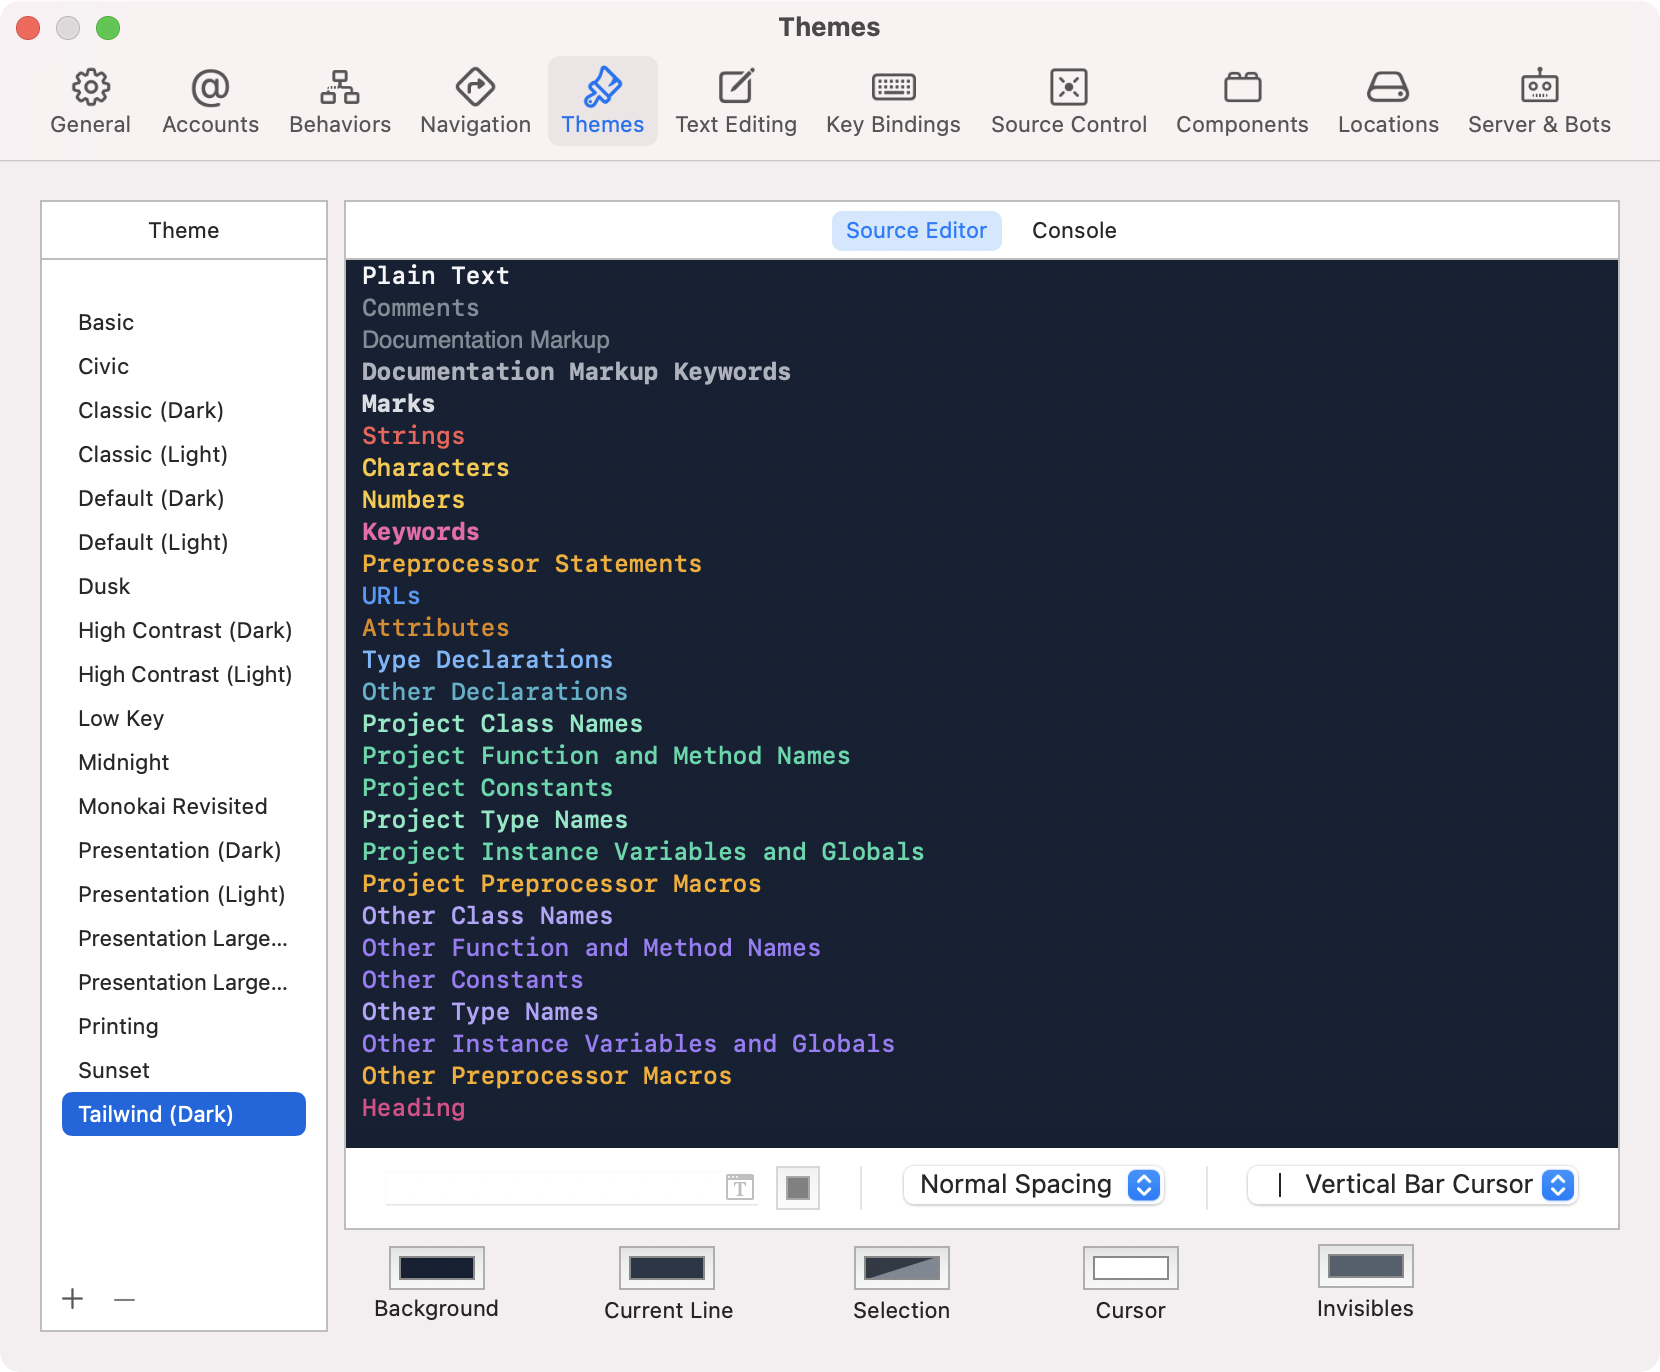 Themes
General
Accounts
Behaviors
Navigation
Themes
Text Editing
Key Bindings
Source Control
Components
Locations
Server & Bots
Theme
Basic
Civic
Classic (Dark)
Classic (Light)
Default (Dark)
Default (Light)
Dusk
High Contrast (Dark)
High Contrast (Light)
Low Key
Midnight
Monokai Revisited
Presentation (Dark)
Presentation (Light)
Presentation Large...
Presentation Large...
Printing
Sunset
Tailwind (Dark)
Source Editor
Console
Plain Text
Comments
Documentation Markup
Documentation Markup Keywords
Marks
Strings
Characters
Numbers
Keywords
Preprocessor Statements
URLs
Attributes
Type Declarations
Other Declarations
Project Class Names
Project Function and Method Names
Project Constants
Project Type Names
Project Instance Variables and Globals
Project Preprocessor Macros
Other Class Names
Other Function and Method Names
Other Constants
Other Type Names
Other Instance Variables and Globals
Other Preprocessor Macros
Heading
Normal Spacing
Vertical Bar Cursor
Background
Current Line
Selection
Cursor
Invisibles